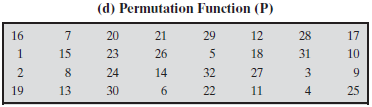 (d) Permutation Function (P)
16 7 20 21 29 12 28 17
1 15 23 26 5 18 31 10
2 8 24 14 32 27 3 9
19 13 30 6 22 11 4 25